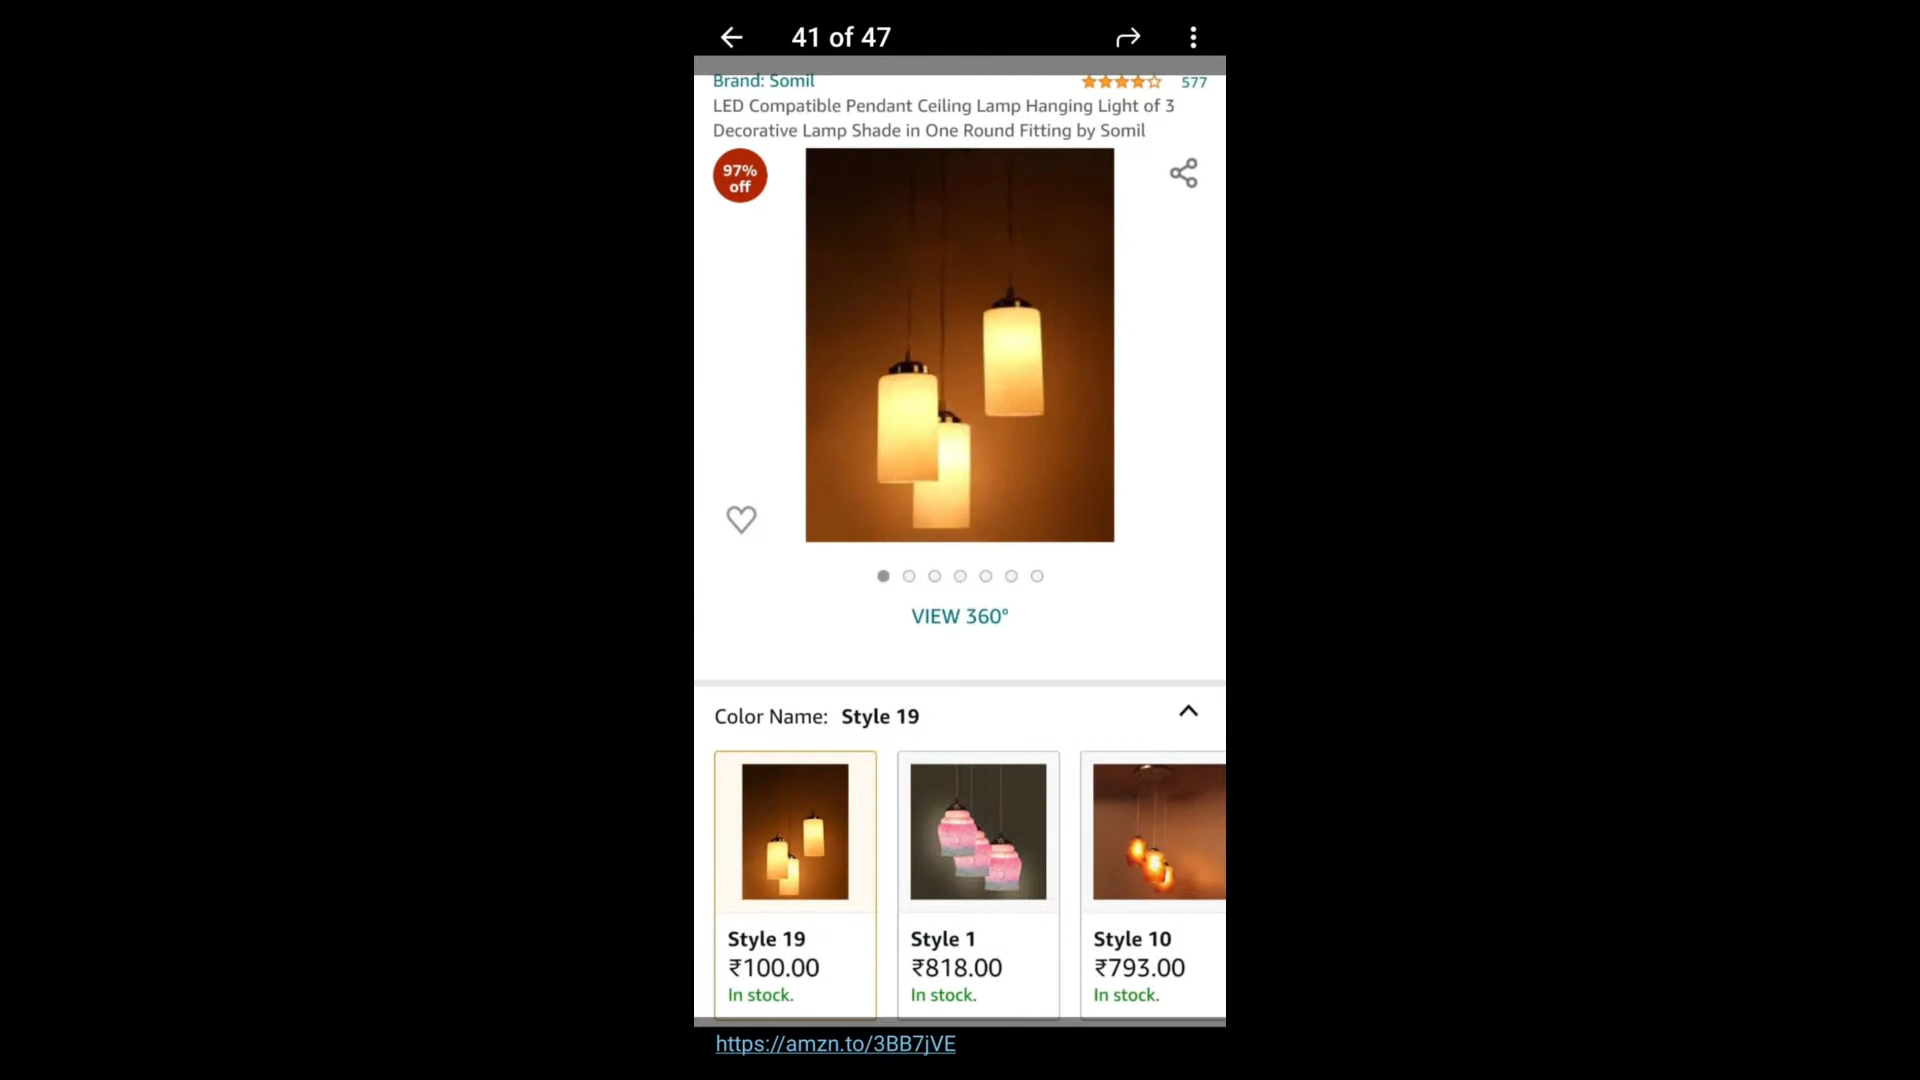 41 of 47
Brand: Somil
577
LED Compatible Pendant Ceiling Lamp Hanging Light of 3
Decorative Lamp Shade in One Round Fitting by Somil
97%
off
VIEW 360°
Color Name: Style 19
Style 19
₹100.00
In stock.
Style 1
₹818.00
In stock.
Style 10
₹793.00
In stock.
https://amzn.to/3BB7jVE